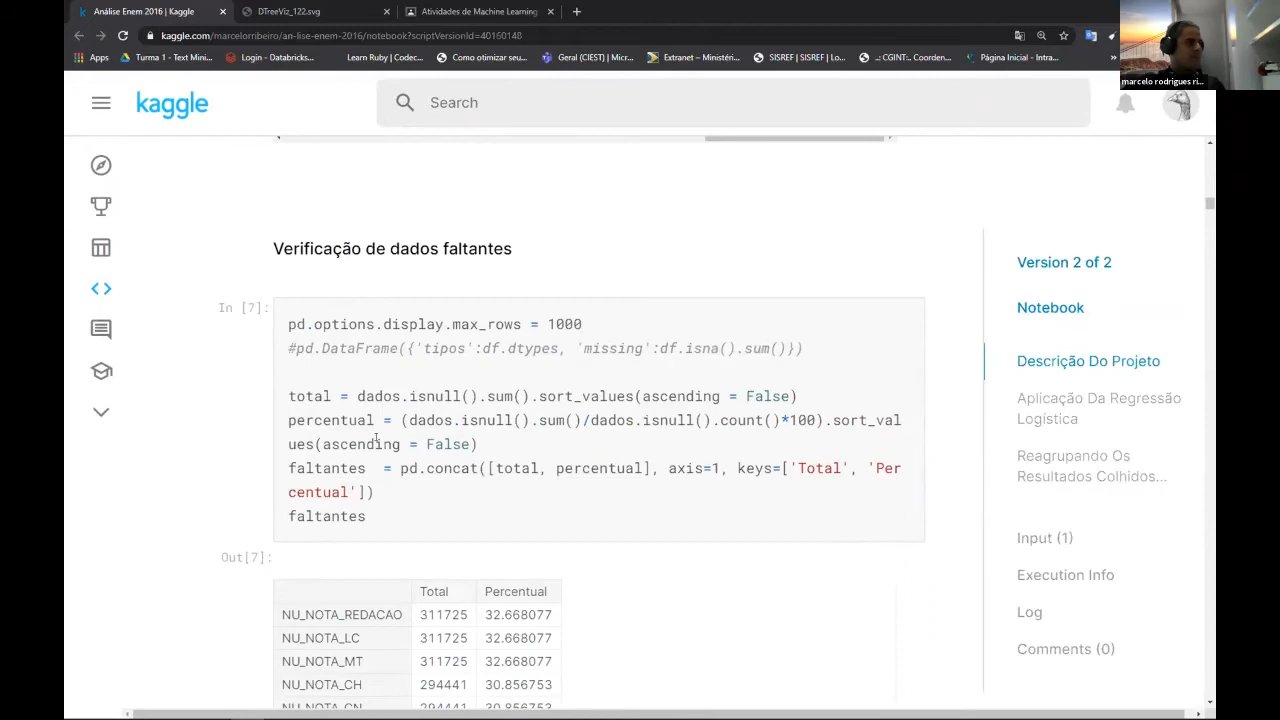 Análise Enem 2016 | Kaggle
DTreeViz_122.svg
Atividades de Machine Learning
kaggle.com/marcelorribeiro/an-lise-enem-2016/notebook?scriptVersionId=40160148
Apps
Turma 1 - Text Mini...
Login - Databricks...
Learn Ruby | Codec...
Como otimizar seu...
Geral (CIEST) | Micr...
Extranet – Ministéri...
SISREF | SISREF | Lo...
.::CGINT::. Coorden...
Página Inicial - Intra...
marcelo rodrigues ri...
kaggle
Search
Verificação de dados faltantes
In [7]:
pd.options.display.max_rows = 1000
#pd.DataFrame({'tipos':df.dtypes, 'missing':df.isna().sum()})
total = dados.isnull().sum().sort_values(ascending = False)
percentual = (dados.isnull().sum()/dados.isnull().count()*100).sort_val
ues(ascending = False)
faltantes  = pd.concat([total, percentual], axis=1, keys=['Total', 'Per
centual'])
faltantes
Out[7]:
Total Percentual
NU_NOTA_REDACAO 311725 32.668077
NU_NOTA_LC 311725 32.668077
NU_NOTA_MT 311725 32.668077
NU_NOTA_CH 294441 30.856753
NU_NOTA_CN 294441 30.856753
Version 2 of 2
Notebook
Descrição Do Projeto
Aplicação Da Regressão
Logística
Reagrupando Os
Resultados Colhidos...
Input (1)
Execution Info
Log
Comments (0)